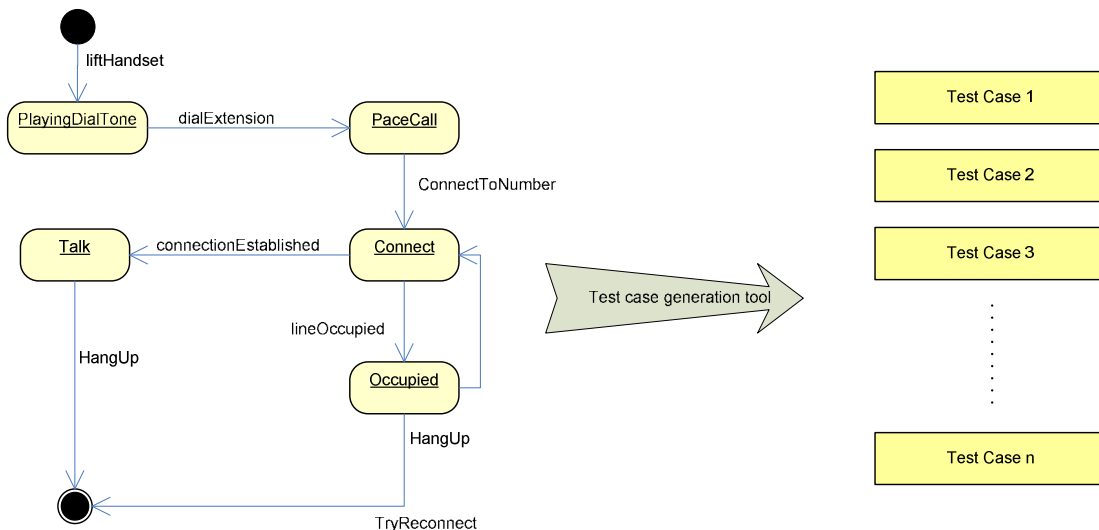 liftHandset
PlayingDialTone
dialExtension
PaceCall
ConnectToNumber
Talk
connectionEstablished
Connect
lineOccupied
HangUp
Occupied
HangUp
TryReconnect
Test case generation tool
Test Case 1
Test Case 2
Test Case 3
Test Case n